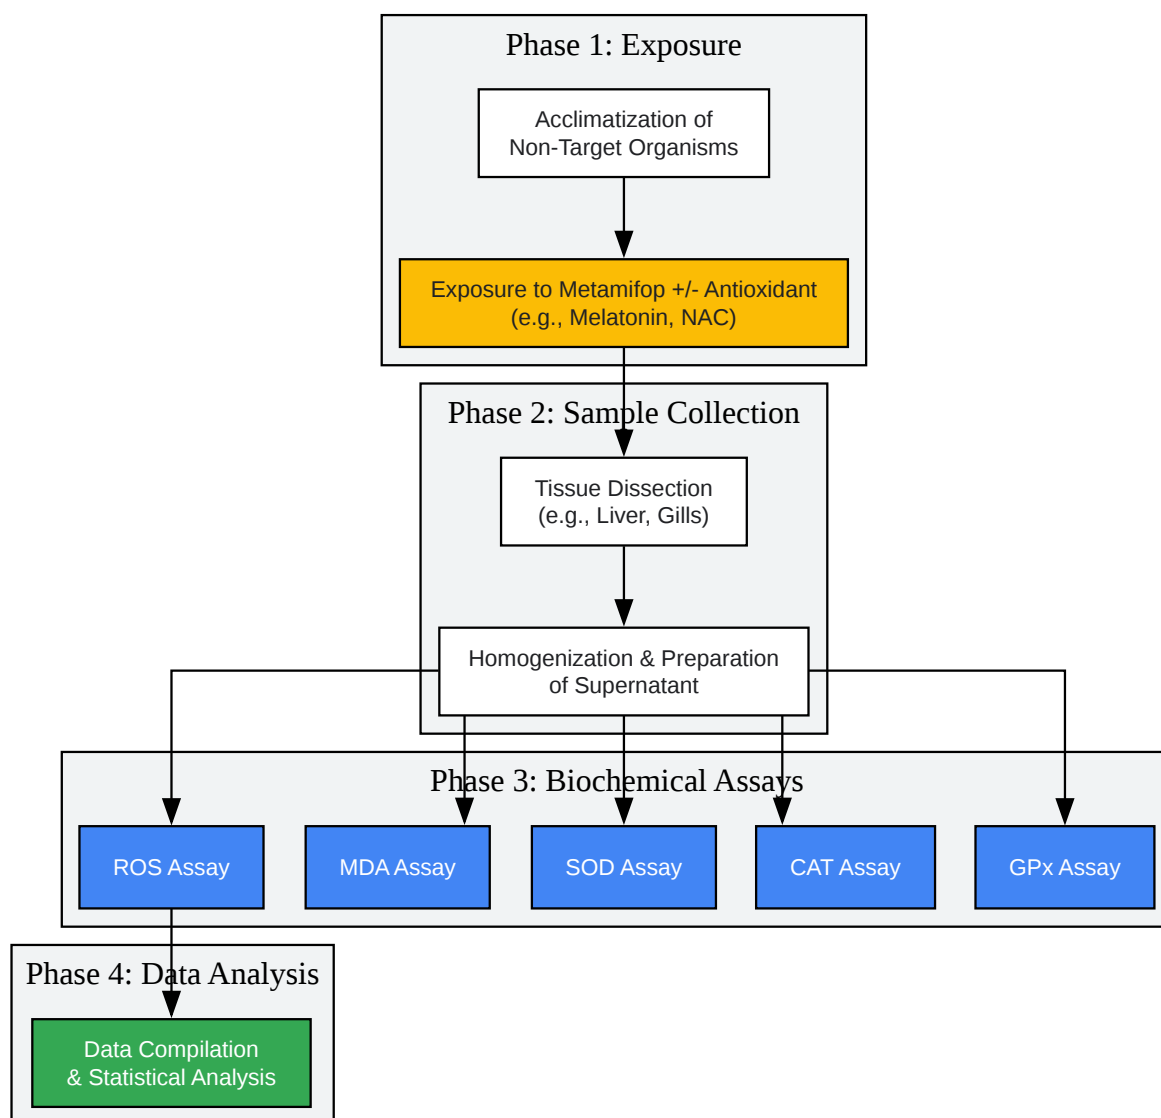 Phase 1: Exposure
Acclimatization of
Non-Target Organisms
Exposure to Metamifop +/- Antioxidant
(e.g., Melatonin, NAC)
Phase 2: Sample Collection
Tissue Dissection
(e.g., Liver, Gills)
Homogenization & Preparation
of Supernatant
Phase 3: Biochemical Assays
ROS Assay
MDA Assay
SOD Assay
CAT Assay
GPx Assay
Phase 4: Data Analysis
Data Compilation
& Statistical Analysis